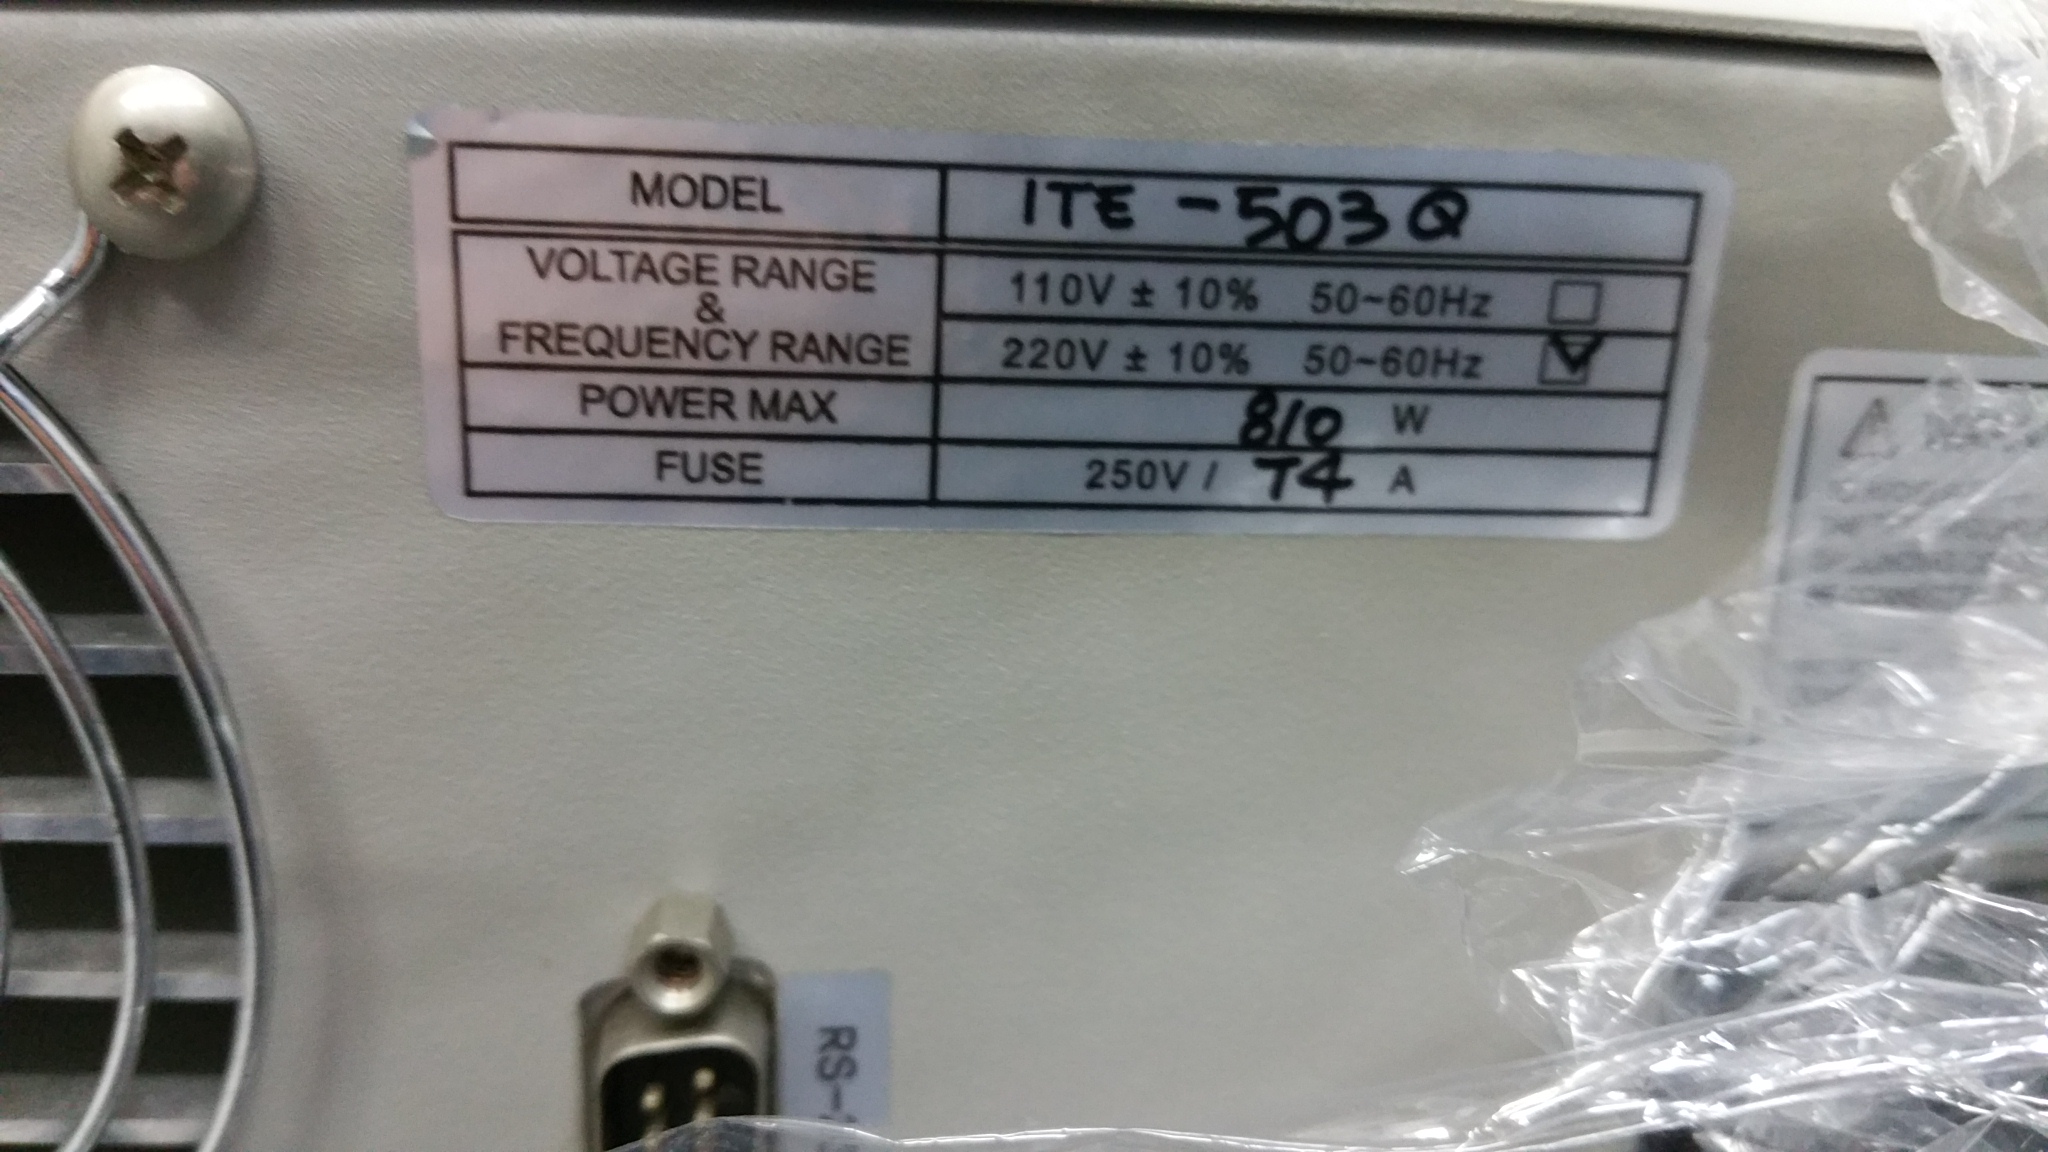 MODEL ITE-503Q
VOLTAGE RANGE
&
FREQUENCY RANGE
110V ± 10% 50~60Hz
220V ± 10% 50~60Hz
POWER MAX 810 W
FUSE 250V / T4 A
RS-